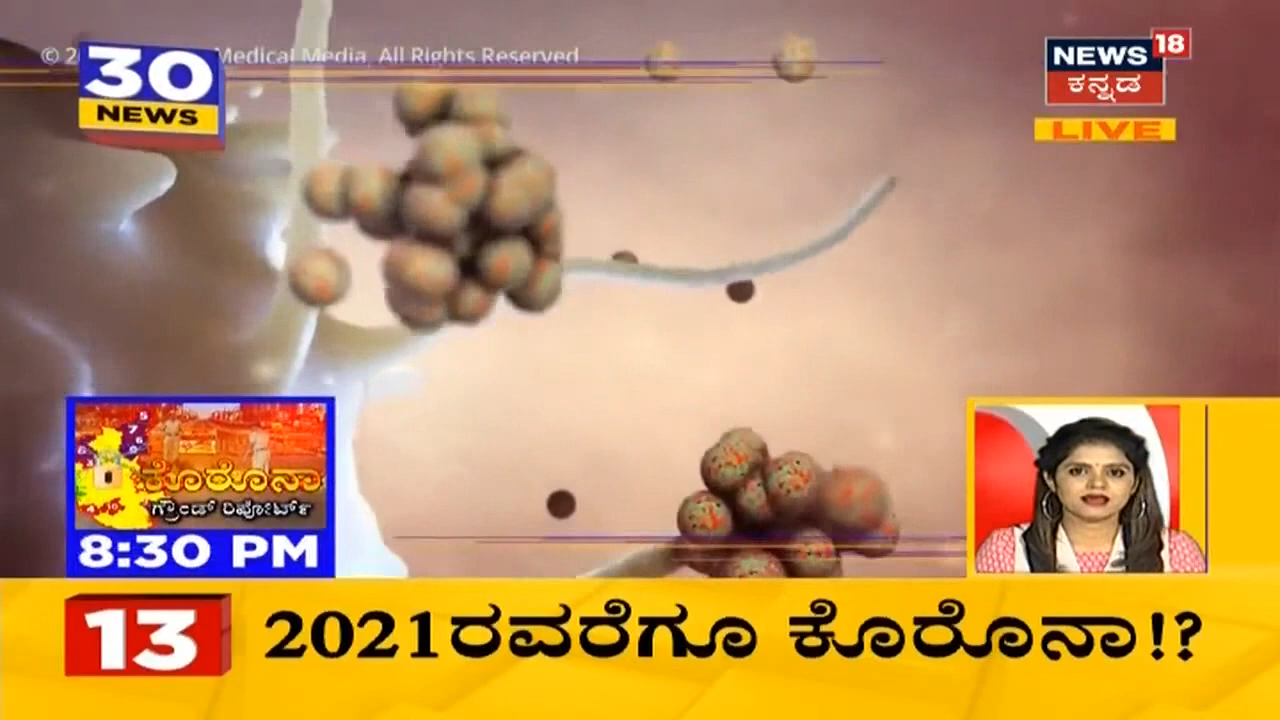 Medical Media, All Rights Reserved
30
NEWS
NEWS 18
ಕನ್ನಡ
LIVE
ಕೊರೊನಾ
ಗ್ರೌಂಡ್ ರಿಪೋರ್ಟ್
8:30 PM
13
2021ರವರೆಗೂ ಕೊರೊನಾ!?